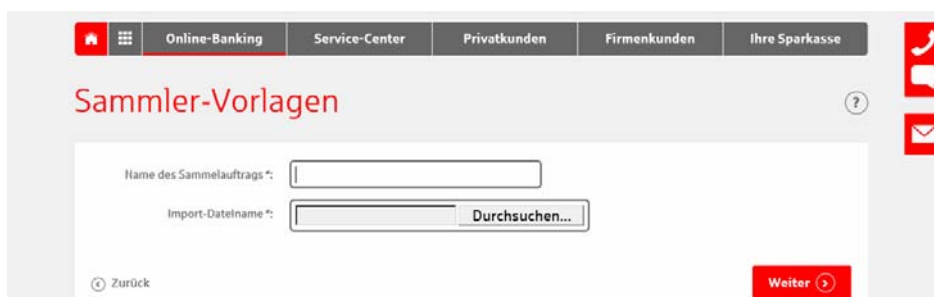 Online-Banking Service-Center Privatkunden Firmenkunden Ihre Sparkasse
Sammler-Vorlagen ?
Name des Sammelauftrags *:
Import-Dateiname *: Durchsuchen...
Zurück Weiter